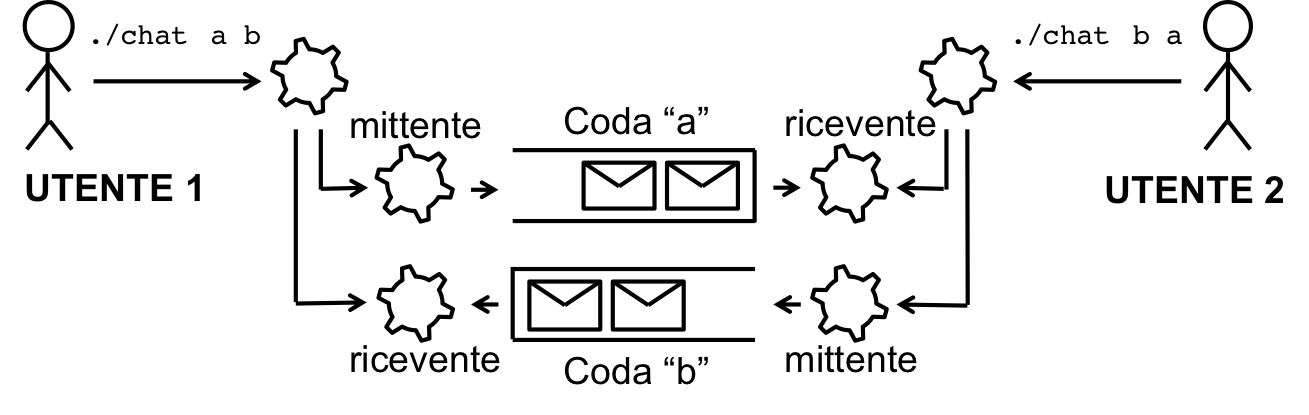 ./chat a b
./chat b a
mittente
Coda “a”
ricevente
UTENTE 1
UTENTE 2
ricevente
Coda “b”
mittente